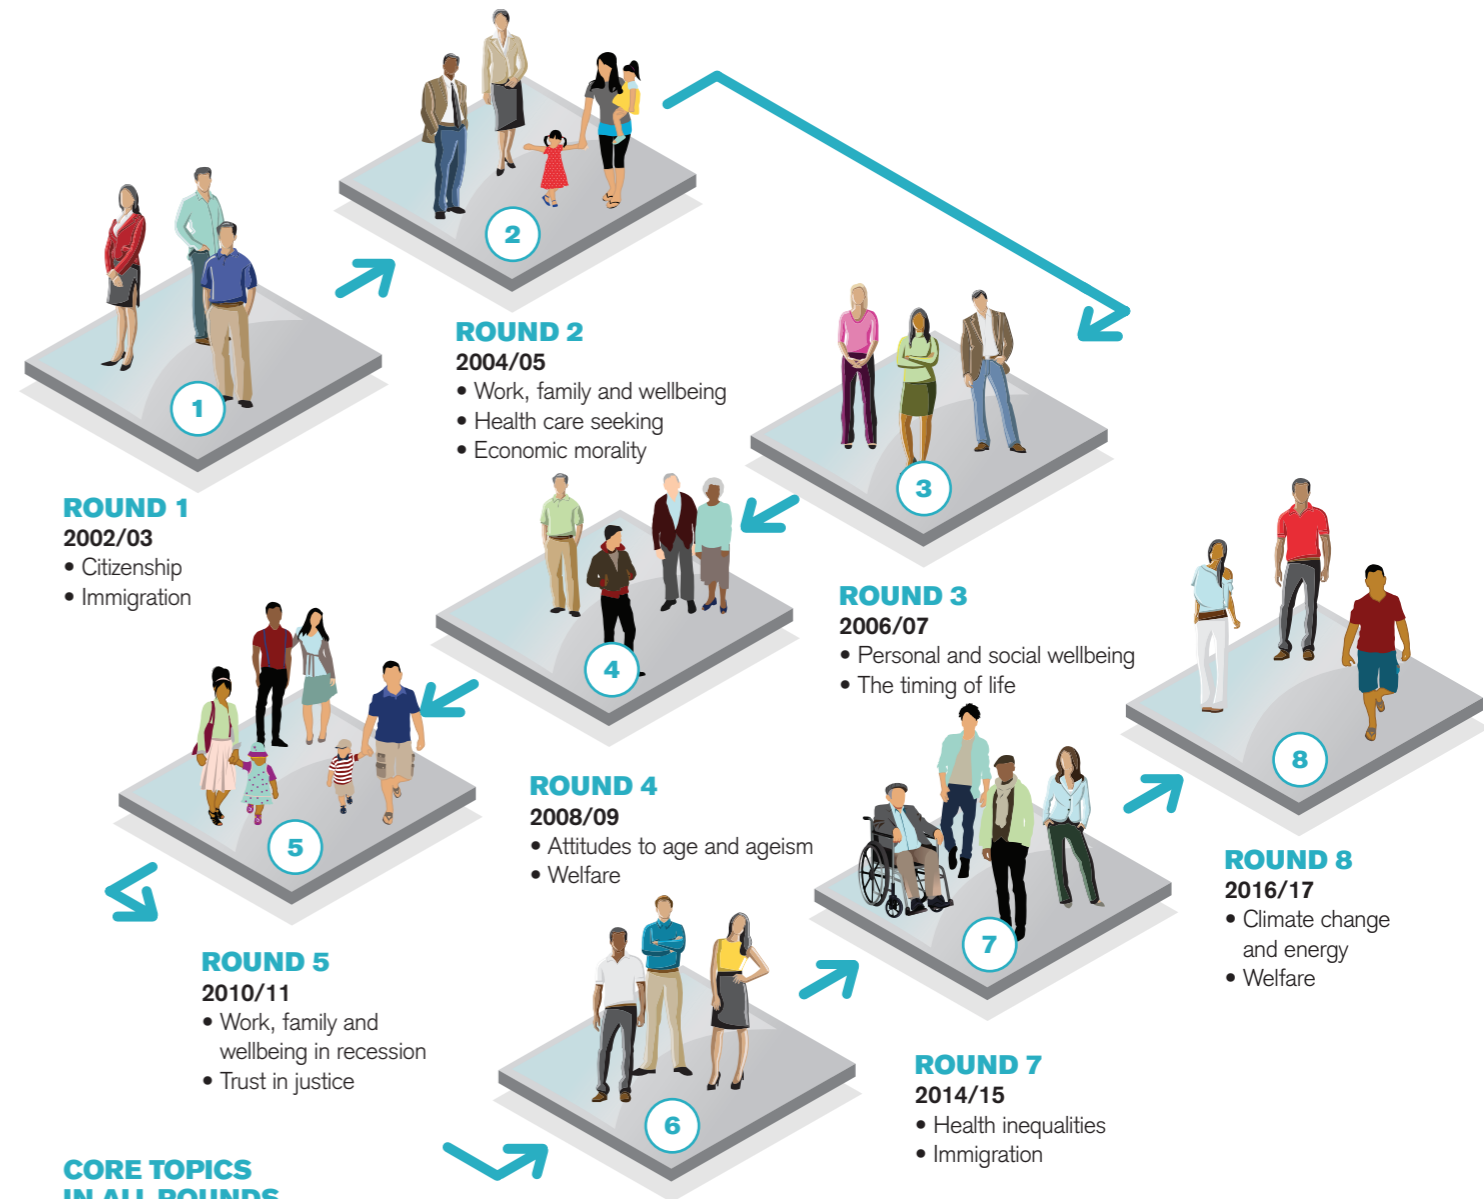 1
ROUND 1
2002/03
• Citizenship
• Immigration
2
ROUND 2
2004/05
• Work, family and wellbeing
• Health care seeking
• Economic morality
3
ROUND 3
2006/07
• Personal and social wellbeing
• The timing of life
4
ROUND 4
2008/09
• Attitudes to age and ageism
• Welfare
5
ROUND 5
2010/11
• Work, family and
wellbeing in recession
• Trust in justice
6
7
ROUND 7
2014/15
• Health inequalities
• Immigration
8
ROUND 8
2016/17
• Climate change
and energy
• Welfare
CORE TOPICS
IN ALL ROUNDS